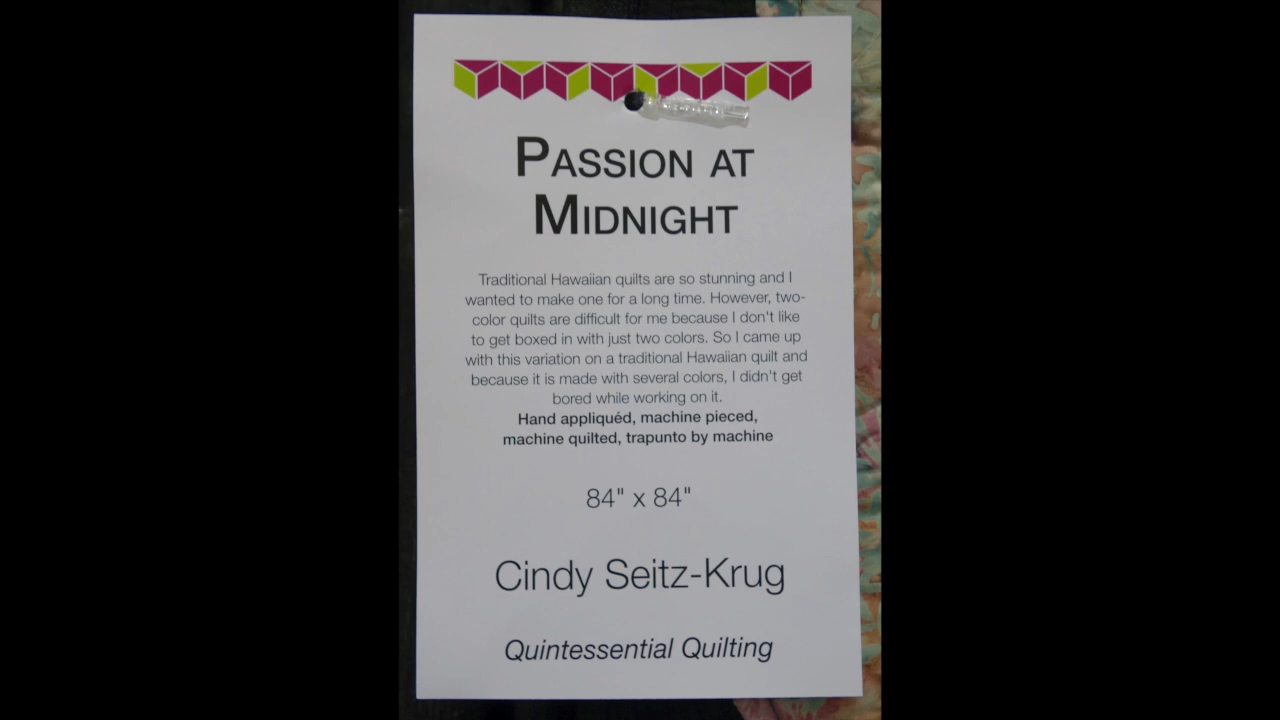 PASSION AT
MIDNIGHT
Traditional Hawaiian quilts are so stunning and I
wanted to make one for a long time. However, two-
color quilts are difficult for me because I don't like
to get boxed in with just two colors. So I came up
with this variation on a traditional Hawaiian quilt and
because it is made with several colors, I didn't get
bored while working on it.
Hand appliquéd, machine pieced,
machine quilted, trapunto by machine
84" x 84"
Cindy Seitz-Krug
Quintessential Quilting